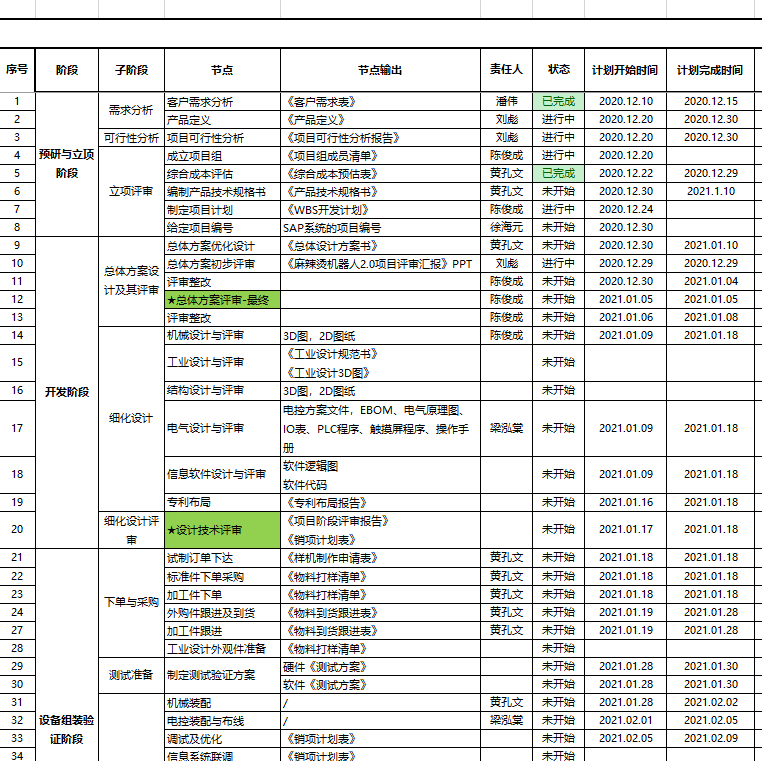 序号 阶段 子阶段 节点 节点输出 责任人 状态 计划开始时间 计划完成时间
预研与立项
阶段
需求分析
1 客户需求分析 《客户需求表》 潘伟 已完成 2020.12.10 2020.12.15
2 产品定义 《产品定义》 刘彪 进行中 2020.12.20 2020.12.30
3 可行性分析 项目可行性分析 《项目可行性分析报告》 刘彪 进行中 2020.12.20 2020.12.30
立项评审
4 成立项目组 《项目组成员清单》 陈俊成 进行中 2020.12.20
5 综合成本评估 《综合成本预估表》 黄孔文 已完成 2020.12.22 2020.12.29
6 编制产品技术规格书 《产品技术规格书》 黄孔文 未开始 2020.12.30 2021.1.10
7 制定项目计划 《WBS开发计划》 陈俊成 进行中 2020.12.24
8 给定项目编号 SAP系统的项目编号 徐海元 未开始 2020.12.30
开发阶段
总体方案设
计及其评审
9 总体方案优化设计 《总体设计方案书》 黄孔文 未开始 2020.12.30 2021.01.10
10 总体方案初步评审 《麻辣烫机器人2.0项目评审汇报》PPT 刘彪 进行中 2020.12.29 2020.12.29
11 评审整改 陈俊成 未开始 2020.12.30 2021.01.04
12 ★总体方案评审-最终 陈俊成 未开始 2021.01.05 2021.01.05
13 评审整改 陈俊成 未开始 2021.01.06 2021.01.08
细化设计
14 机械设计与评审 3D图，2D图纸 陈俊成 未开始 2021.01.09 2021.01.18
15 工业设计与评审 《工业设计规范书》 未开始
《工业设计3D图》
16 结构设计与评审 3D图，2D图纸 未开始
17 电气设计与评审 电控方案文件，EBOM、电气原理图、 梁泓棠 未开始 2021.01.09 2021.01.18
IO表、PLC程序、触摸屏程序、操作手
册
18 信息软件设计与评审 软件逻辑图 未开始 2021.01.09 2021.01.18
软件代码
19 专利布局 《专利布局报告》 未开始 2021.01.16 2021.01.18
细化设计评
审
20 ★设计技术评审 《项目阶段评审报告》 未开始 2021.01.17 2021.01.18
《销项计划表》
设备组装验
证阶段
下单与采购
21 试制订单下达 《样机制作申请表》 黄孔文 未开始 2021.01.18 2021.01.18
22 标准件下单采购 《物料打样清单》 黄孔文 未开始 2021.01.18 2021.01.18
23 加工件下单 《物料打样清单》 黄孔文 未开始 2021.01.18 2021.01.18
24 外购件跟进及到货 《物料到货跟进表》 黄孔文 未开始 2021.01.19 2021.01.28
27 加工件跟进 《物料到货跟进表》 黄孔文 未开始 2021.01.19 2021.01.28
28 工业设计外观件准备 《物料打样清单》 未开始
测试准备
制定测试验证方案
29 硬件《测试方案》 未开始 2021.01.28 2021.01.30
30 软件《测试方案》 未开始 2021.01.28 2021.01.30
31 机械装配 / 黄孔文 未开始 2021.01.28 2021.02.02
32 电控装配与布线 / 梁泓棠 未开始 2021.02.01 2021.02.05
33 调试及优化 《销项计划表》 未开始 2021.02.05 2021.02.09
34 信息系统联调 《销项计划表》 未开始